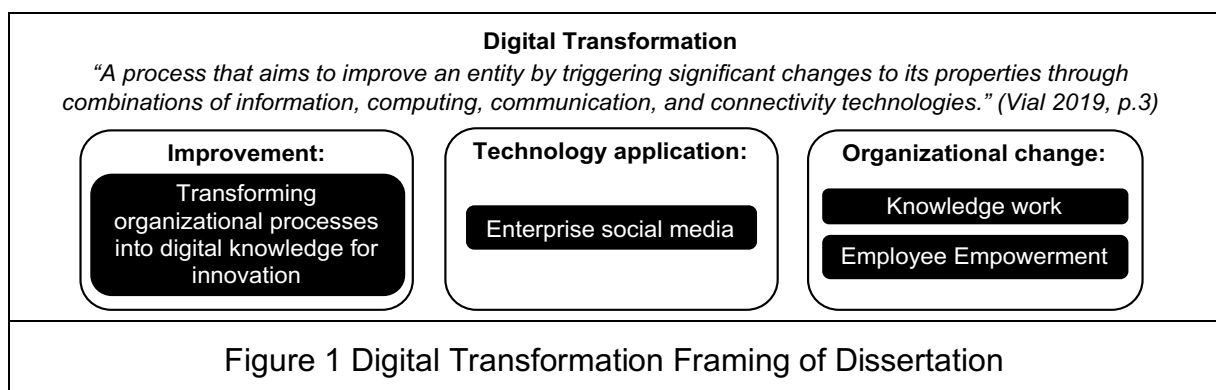 Digital Transformation
“A process that aims to improve an entity by triggering significant changes to its properties through
combinations of information, computing, communication, and connectivity technologies.” (Vial 2019, p.3)
Improvement:
Transforming
organizational processes
into digital knowledge for
innovation
Technology application:
Enterprise social media
Organizational change:
Knowledge work
Employee Empowerment
Figure 1 Digital Transformation Framing of Dissertation